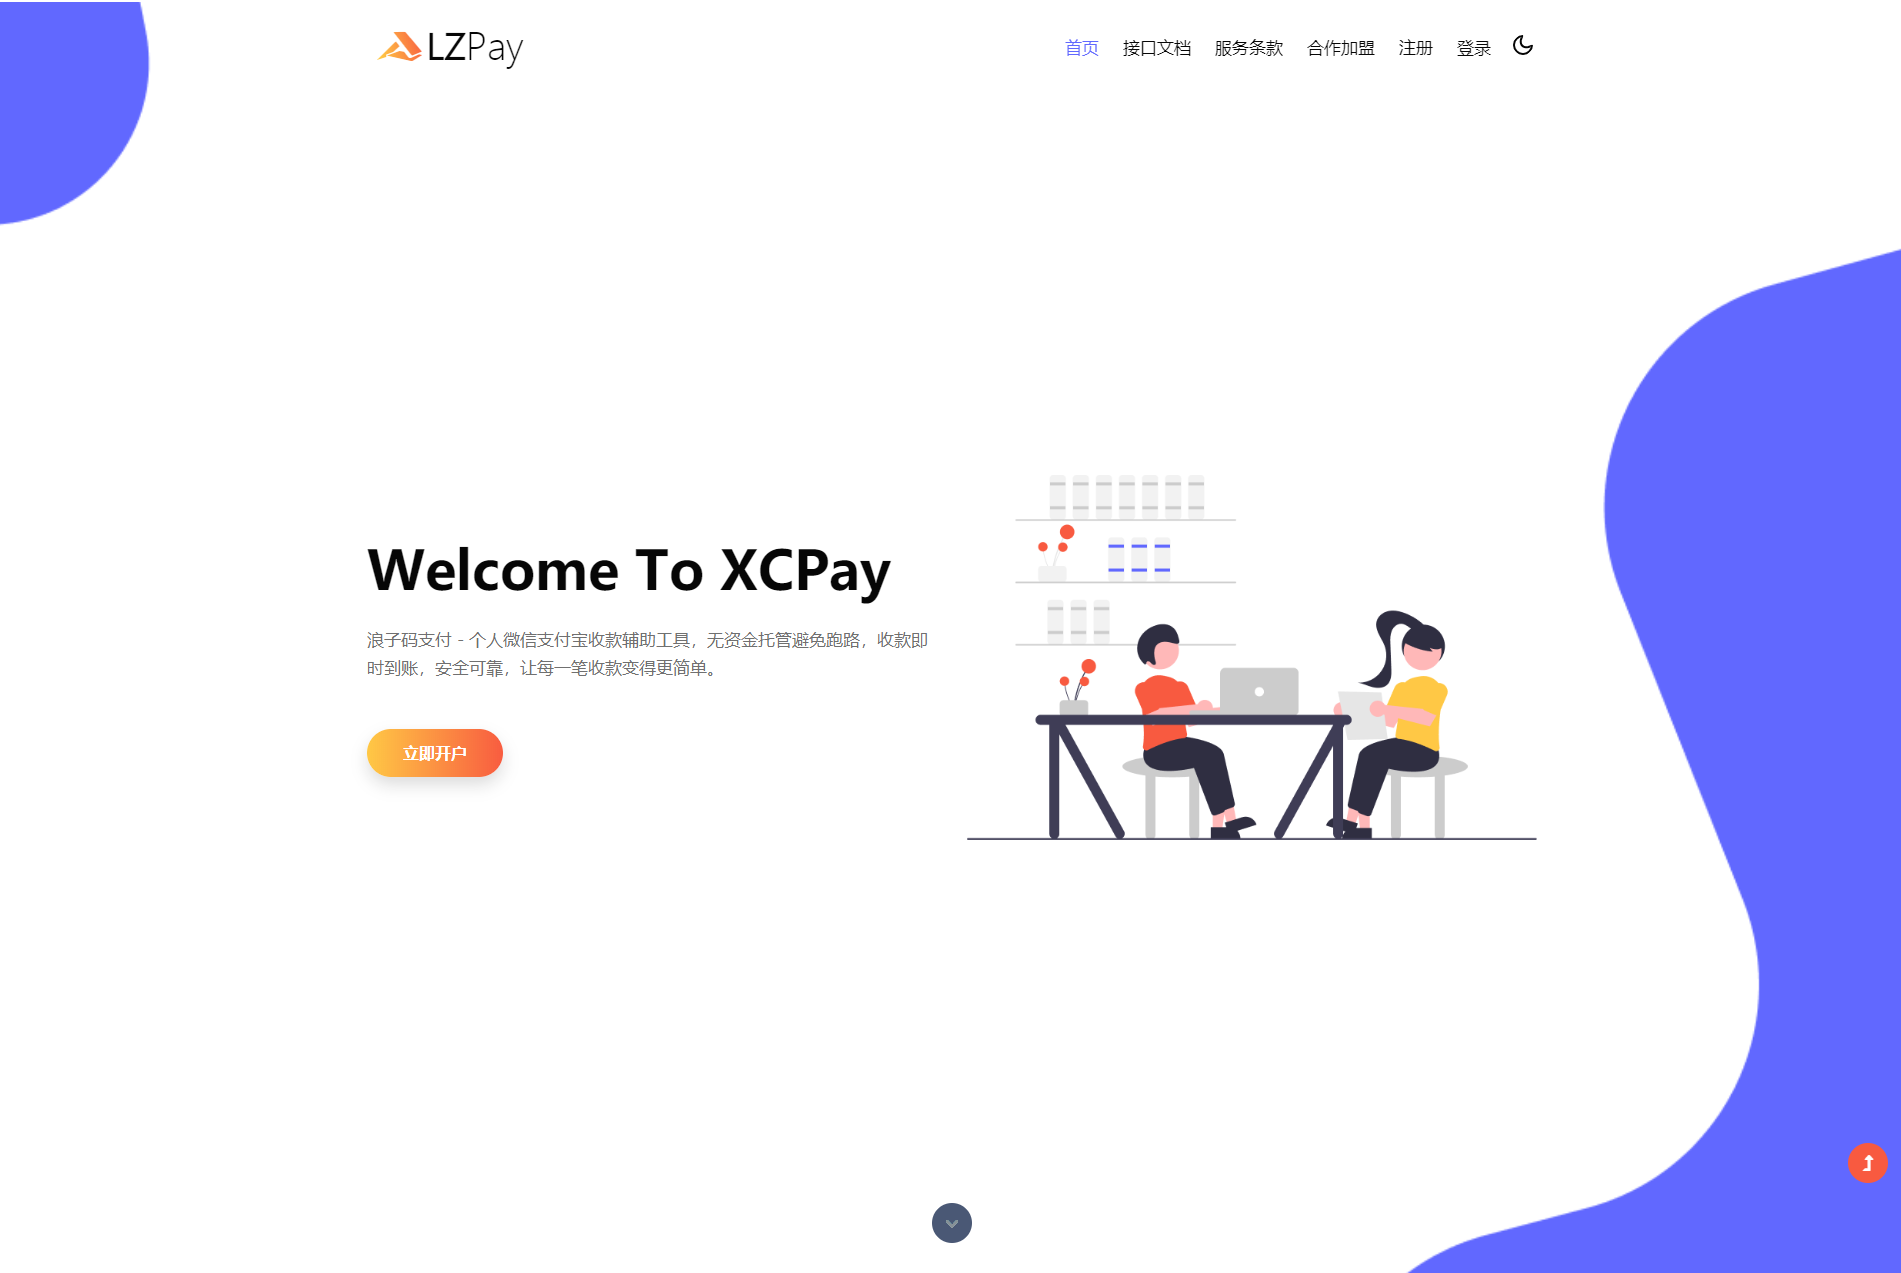 LZPay
首页 接口文档 服务条款 合作加盟 注册 登录
Welcome To XCPay
浪子码支付 - 个人微信支付宝收款辅助工具，无资金托管避免跑路，收款即
时到账，安全可靠，让每一笔收款变得更简单。
立即开户